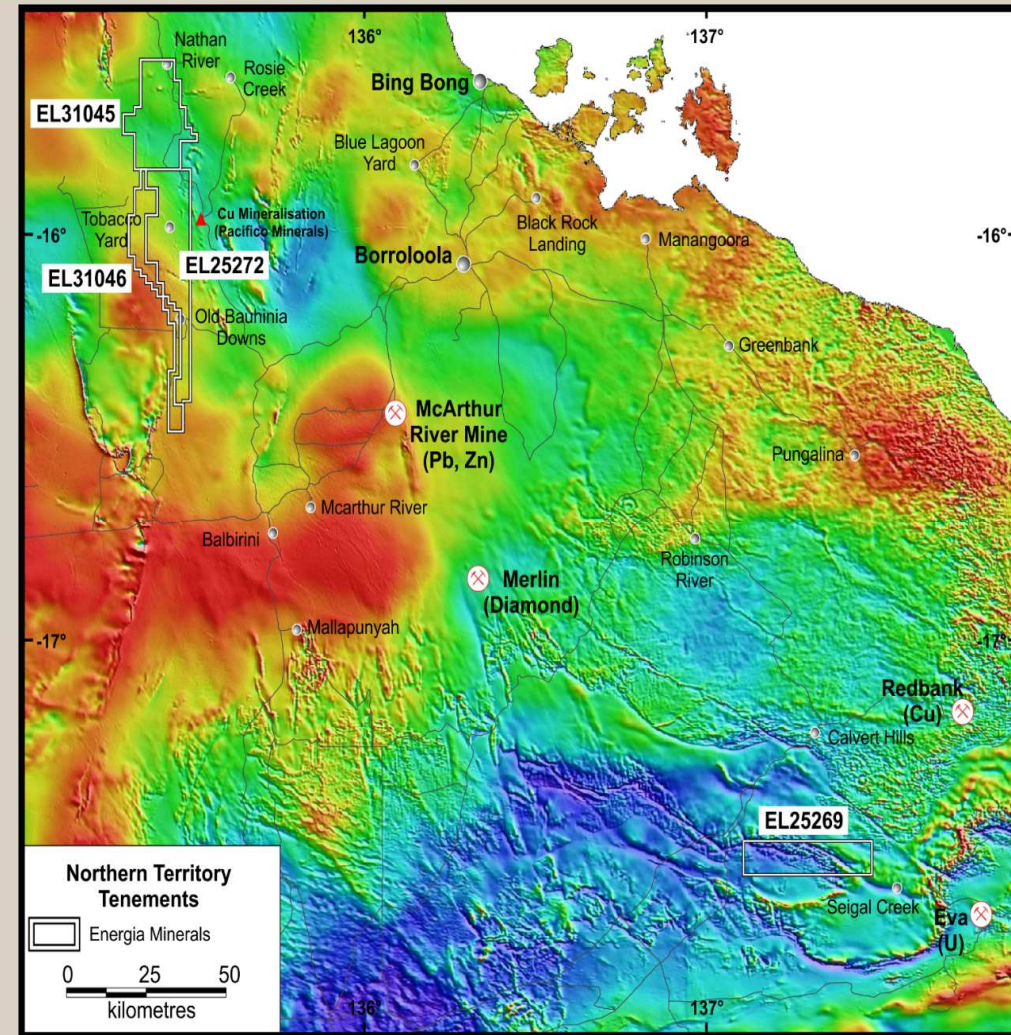 136°
137°
Nathan
River
Rosie
Creek
Bing Bong
EL31045
Blue Lagoon
Yard
Black Rock
Landing
Cu Mineralisation
(Pacifico Minerals)
Tobacco
Yard
-16°
-16°
Manangoora
Borroloola
EL25272
EL31046
Old Bauhinia
Downs
Greenbank
McArthur
River Mine
(Pb, Zn)
Pungalina
Mcarthur River
Balbirini
Robinson
River
Merlin
(Diamond)
Mallapunyah
-17°
-17°
Redbank
(Cu)
Calvert Hills
EL25269
Seigal Creek
Eva
(U)
Northern Territory
Tenements
Energia Minerals
0 25 50
kilometres
136°
137°